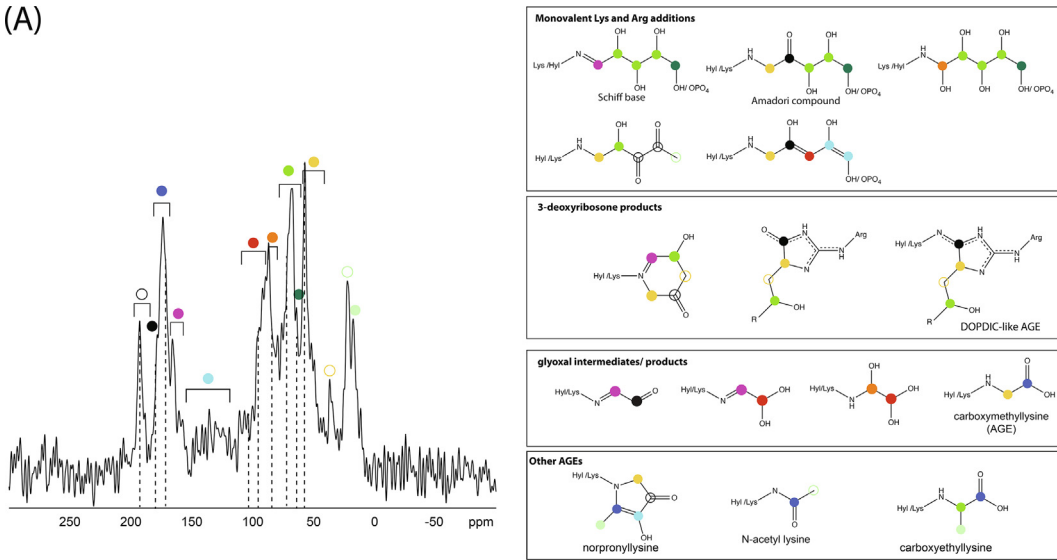 (A)
250 200 150 100 50 0 -50 ppm
Monovalent Lys and Arg additions
OH OH
N
Lys /Hyl
OH
OH/ OPO4
Schiff base
O OH
H
N
Hyl /Lys
OH
OH/ OPO4
Amadori compound
OH OH
H
N
Lys /Hyl
OH OH
OH/ OPO4
OH O
H
N
Hyl/Lys
O
OH OH
H
N
Hyl/Lys
OH/ OPO4
3-deoxyribosone products
OH
Hyl/Lys
N
O
O
H
N
Arg
N
H
N
OH
R
Hyl/Lys
N
H
N
Arg
N
H
N
OH
R
DOPDIC-like AGE
glyoxal intermediates/ products
Hyl/Lys
N
O
Hyl/Lys
N
OH
OH
Hyl/Lys
N
H
OH
OH
OH
O
H
N
Hyl /Lys
OH
carboxymethyllysine
(AGE)
Other AGEs
Hyl /Lys
N
O
OH
norpronyllysine
Hyl/Lys
N
O
N-acetyl lysine
O
H
N
Hyl /Lys
OH
carboxyethyllysine